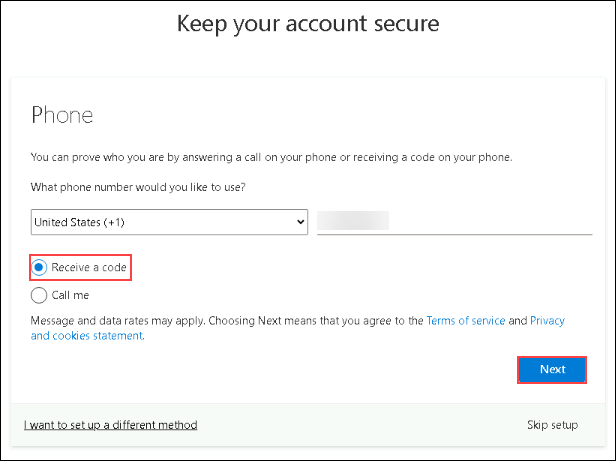 Keep your account secure
Phone
You can prove who you are by answering a call on your phone or receiving a code on your phone.
What phone number would you like to use?
United States (+1)
Receive a code
Call me
Message and data rates may apply. Choosing Next means that you agree to the Terms of service and Privacy
and cookies statement.
Next
I want to set up a different method
Skip setup